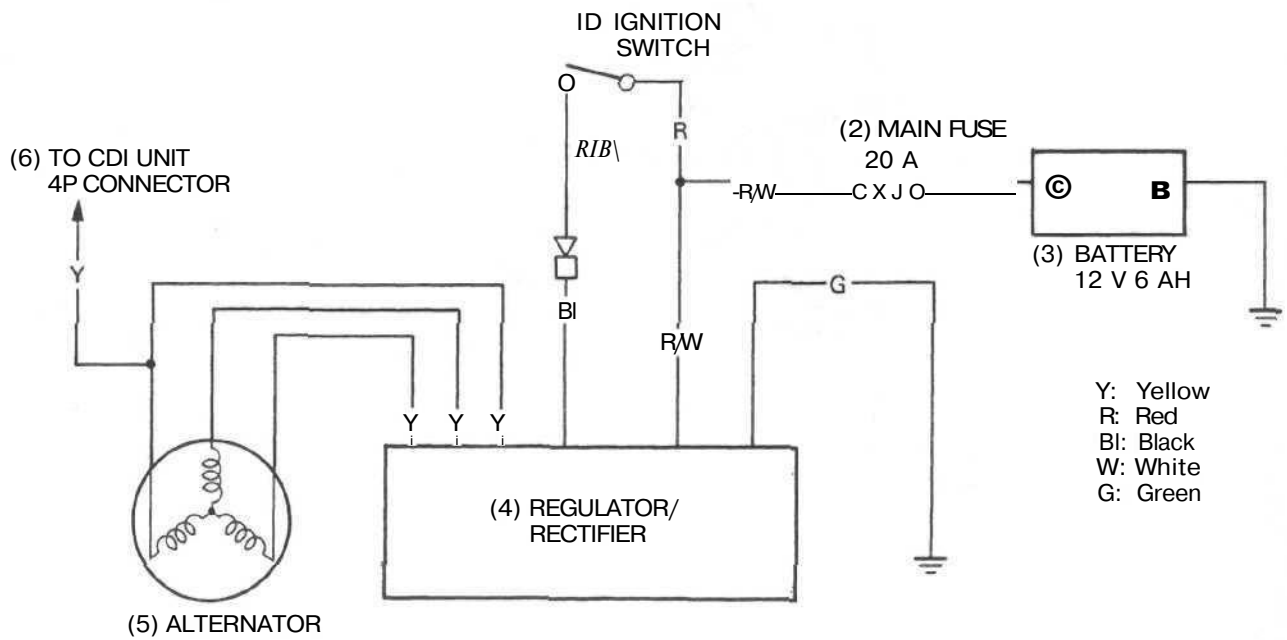 ID IGNITION
SWITCH
O
R
RIB\
(2) MAIN FUSE
20 A
-R/W
C X J O
© B
(3) BATTERY
12 V 6 AH
(6) TO CDI UNIT
4P CONNECTOR
Y
Bl
R/W
G
Y Y Y
(4) REGULATOR/
RECTIFIER
(5) ALTERNATOR
Y: Yellow
R: Red
Bl: Black
W: White
G: Green